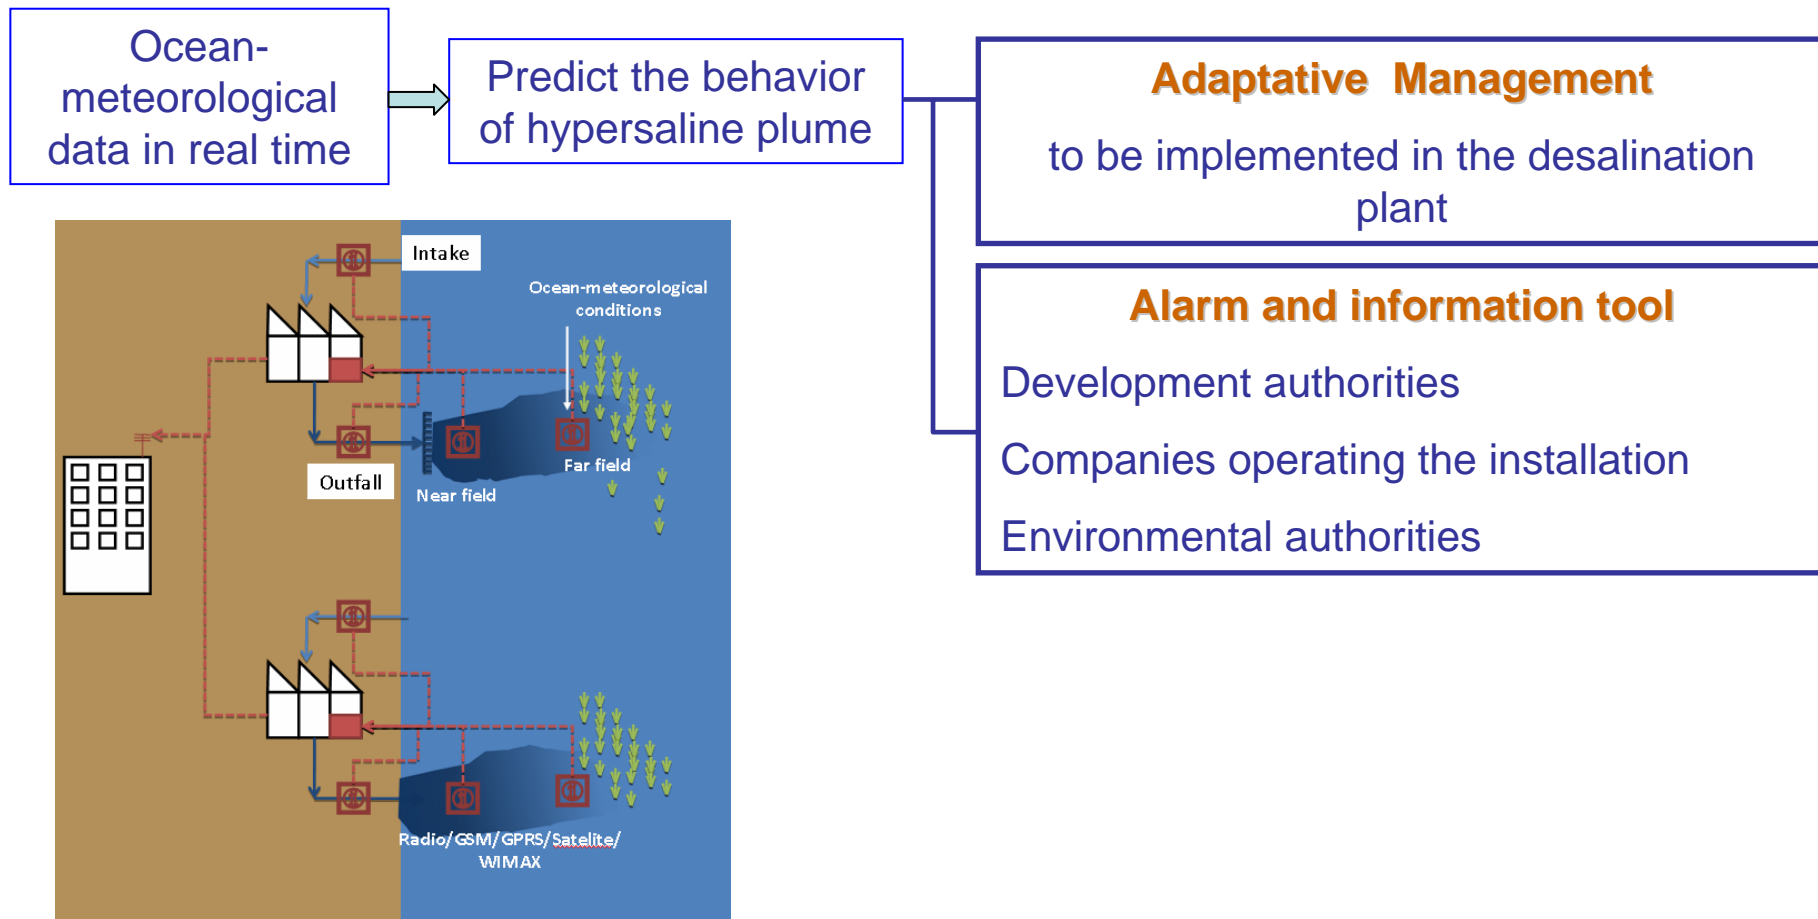 Ocean-
meteorological
data in real time
Predict the behavior
of hypersaline plume
Adaptative Management
to be implemented in the desalination
plant
Alarm and information tool
Development authorities
Companies operating the installation
Environmental authorities
Intake
Ocean-meteorological
conditions
Far field
Outfall
Near field
Radio/GSM/GPRS/Satelite/
WIMAX